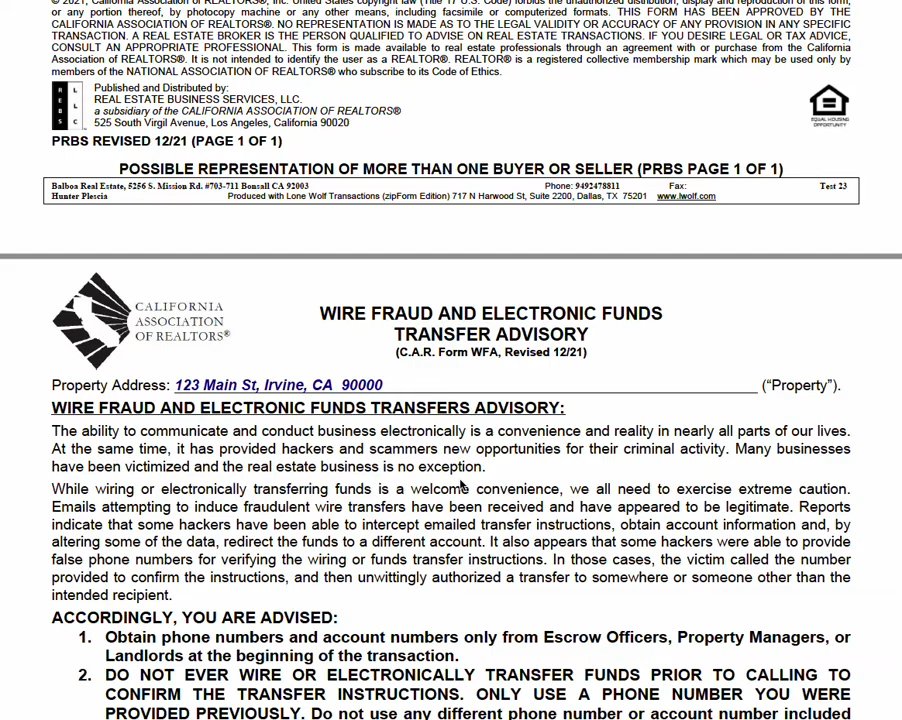 © 2021, California Association of REALTORS®, Inc. United States copyright law (Title 17 U.S. Code) forbids the unauthorized distribution, display and reproduction of this form,
or any portion thereof, by photocopy machine or any other means, including facsimile or computerized formats. THIS FORM HAS BEEN APPROVED BY THE
CALIFORNIA ASSOCIATION OF REALTORS®. NO REPRESENTATION IS MADE AS TO THE LEGAL VALIDITY OR ACCURACY OF ANY PROVISION IN ANY SPECIFIC
TRANSACTION. A REAL ESTATE BROKER IS THE PERSON QUALIFIED TO ADVISE ON REAL ESTATE TRANSACTIONS. IF YOU DESIRE LEGAL OR TAX ADVICE,
CONSULT AN APPROPRIATE PROFESSIONAL. This form is made available to real estate professionals through an agreement with or purchase from the California
Association of REALTORS®. It is not intended to identify the user as a REALTOR®. REALTOR® is a registered collective membership mark which may be used only by
members of the NATIONAL ASSOCIATION OF REALTORS® who subscribe to its Code of Ethics.
R L
E L
B
S C
Published and Distributed by:
REAL ESTATE BUSINESS SERVICES, LLC.
a subsidiary of the CALIFORNIA ASSOCIATION OF REALTORS®
525 South Virgil Avenue, Los Angeles, California 90020
EQUAL HOUSING
OPPORTUNITY
PRBS REVISED 12/21 (PAGE 1 OF 1)
POSSIBLE REPRESENTATION OF MORE THAN ONE BUYER OR SELLER (PRBS PAGE 1 OF 1)
Balboa Real Estate, 5256 S. Mission Rd. #703-711 Bonsall CA 92003 Phone: 9492478811 Fax: Test 23
Hunter Plescia Produced with Lone Wolf Transactions (zipForm Edition) 717 N Harwood St, Suite 2200, Dallas, TX 75201 www.lwolf.com
CALIFORNIA
ASSOCIATION
OF REALTORS®
WIRE FRAUD AND ELECTRONIC FUNDS
TRANSFER ADVISORY
(C.A.R. Form WFA, Revised 12/21)
Property Address: 123 Main St, Irvine, CA 90000 (“Property”).
WIRE FRAUD AND ELECTRONIC FUNDS TRANSFERS ADVISORY:
The ability to communicate and conduct business electronically is a convenience and reality in nearly all parts of our lives.
At the same time, it has provided hackers and scammers new opportunities for their criminal activity. Many businesses
have been victimized and the real estate business is no exception.
While wiring or electronically transferring funds is a welcome convenience, we all need to exercise extreme caution.
Emails attempting to induce fraudulent wire transfers have been received and have appeared to be legitimate. Reports
indicate that some hackers have been able to intercept emailed transfer instructions, obtain account information and, by
altering some of the data, redirect the funds to a different account. It also appears that some hackers were able to provide
false phone numbers for verifying the wiring or funds transfer instructions. In those cases, the victim called the number
provided to confirm the instructions, and then unwittingly authorized a transfer to somewhere or someone other than the
intended recipient.
ACCORDINGLY, YOU ARE ADVISED:
1. Obtain phone numbers and account numbers only from Escrow Officers, Property Managers, or
Landlords at the beginning of the transaction.
2. DO NOT EVER WIRE OR ELECTRONICALLY TRANSFER FUNDS PRIOR TO CALLING TO
CONFIRM THE TRANSFER INSTRUCTIONS. ONLY USE A PHONE NUMBER YOU WERE
PROVIDED PREVIOUSLY. Do not use any different phone number or account number included